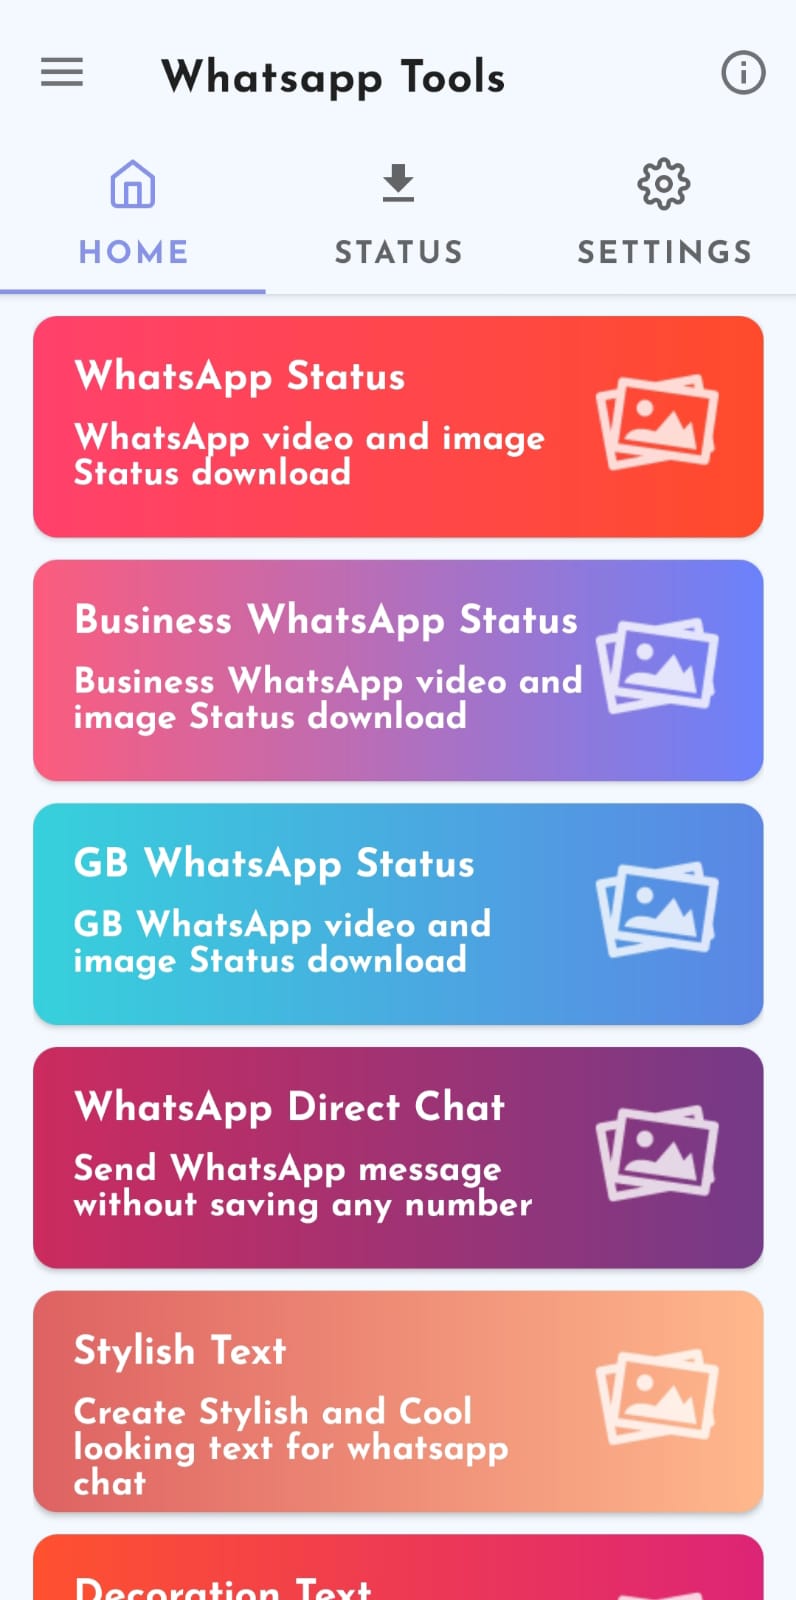 Whatsapp Tools
HOME
STATUS
SETTINGS
WhatsApp Status
WhatsApp video and image
Status download
Business WhatsApp Status
Business WhatsApp video and
image Status download
GB WhatsApp Status
GB WhatsApp video and
image Status download
WhatsApp Direct Chat
Send WhatsApp message
without saving any number
Stylish Text
Create Stylish and Cool
looking text for whatsapp
chat
Decoration Text